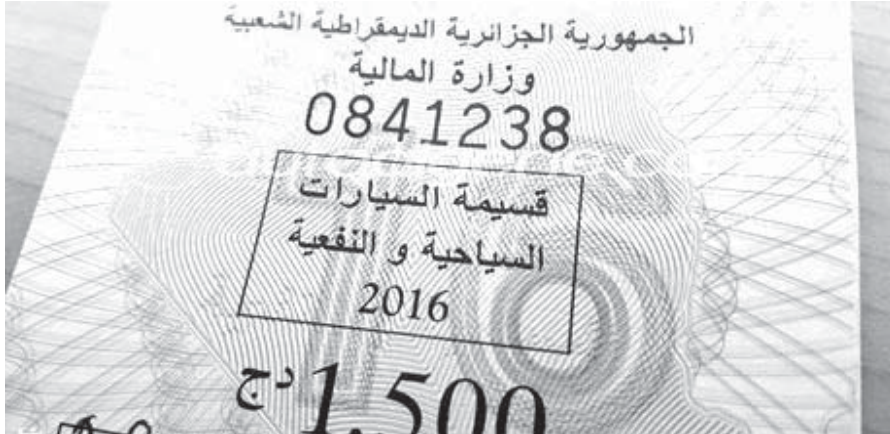 الجمهورية الجزائرية الديمقراطية الشعبية
وزارة المالية
0841238
قسيمة السيارات
السياحية و النفعية
2016
1.500 دج